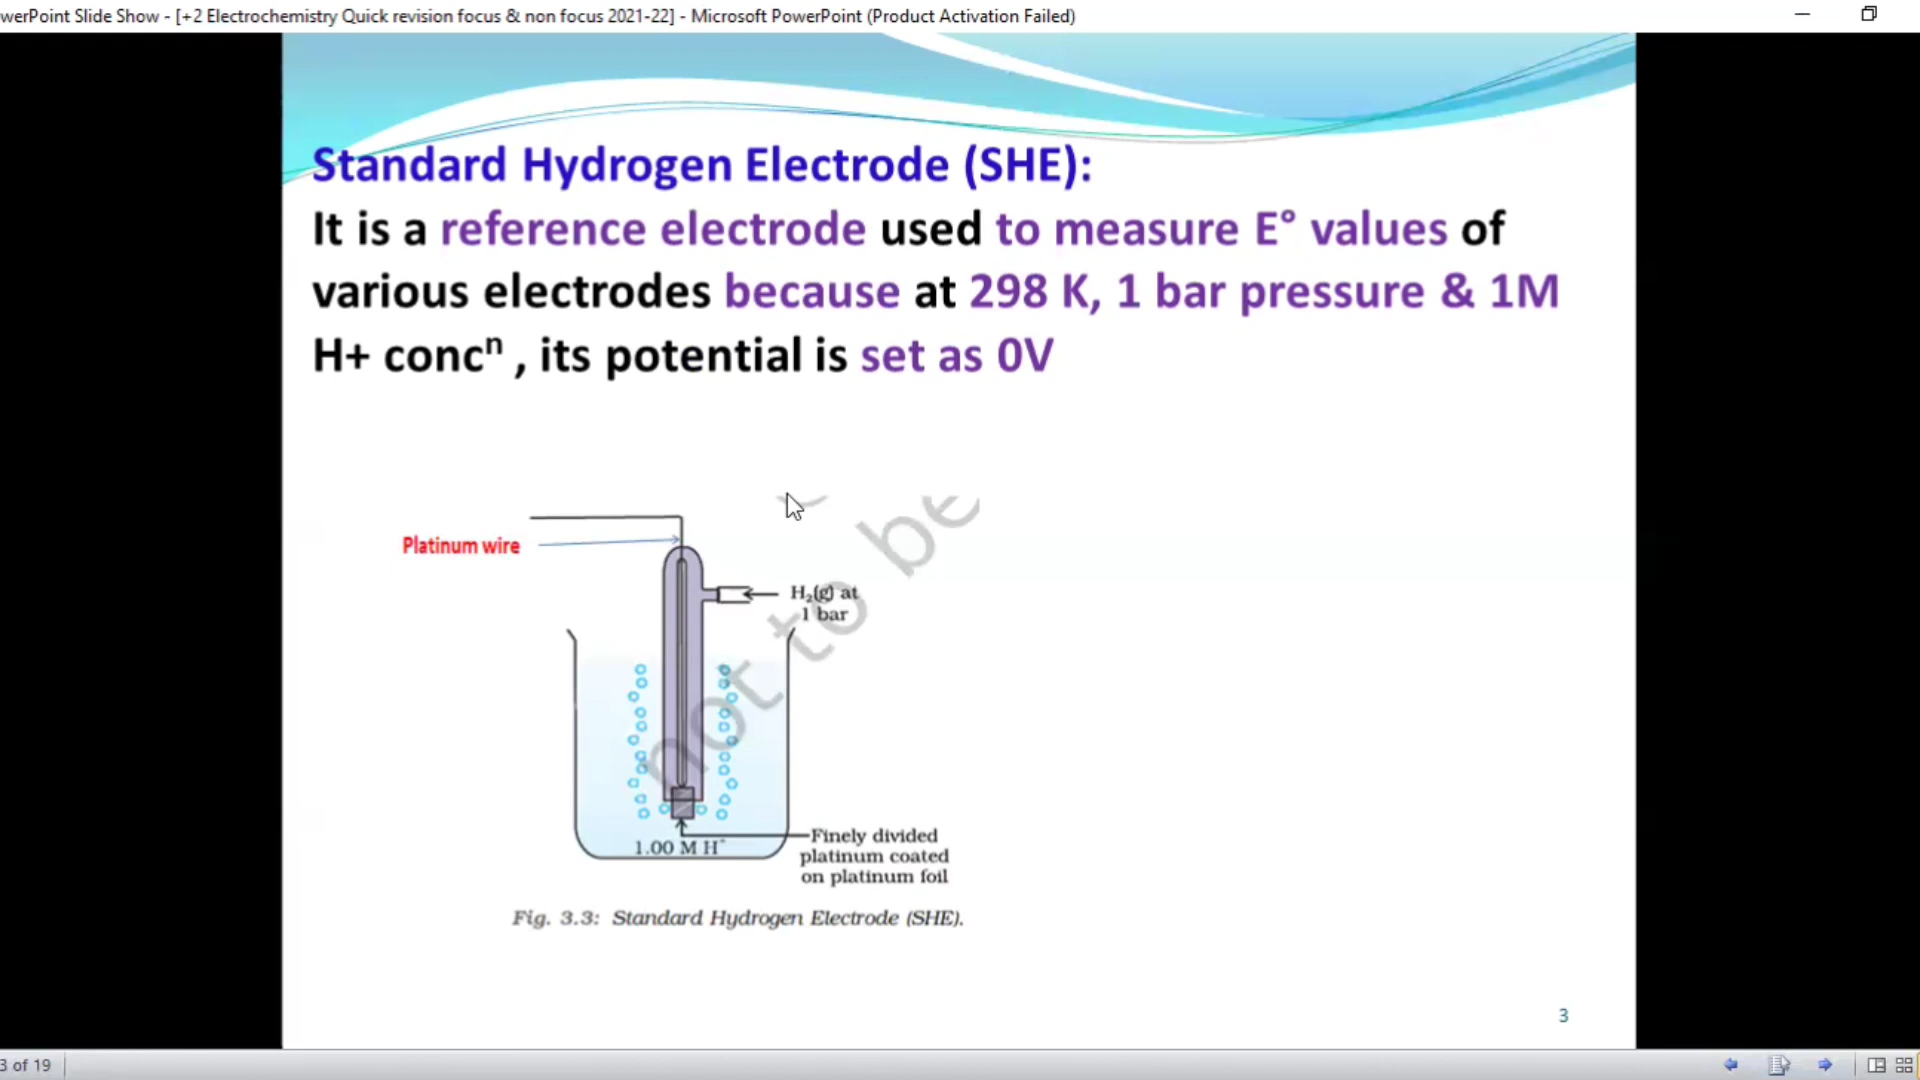 werPoint Slide Show - [+2 Electrochemistry Quick revision focus & non focus 2021-22] - Microsoft PowerPoint (Product Activation Failed)
Standard Hydrogen Electrode (SHE):
It is a reference electrode used to measure E° values of
various electrodes because at 298 K, 1 bar pressure & 1M
H+ concⁿ , its potential is set as 0V
not to be
Platinum wire
H₂(g) at
1 bar
1.00 M H⁺
Finely divided
platinum coated
on platinum foil
Fig. 3.3: Standard Hydrogen Electrode (SHE).
3
3 of 19